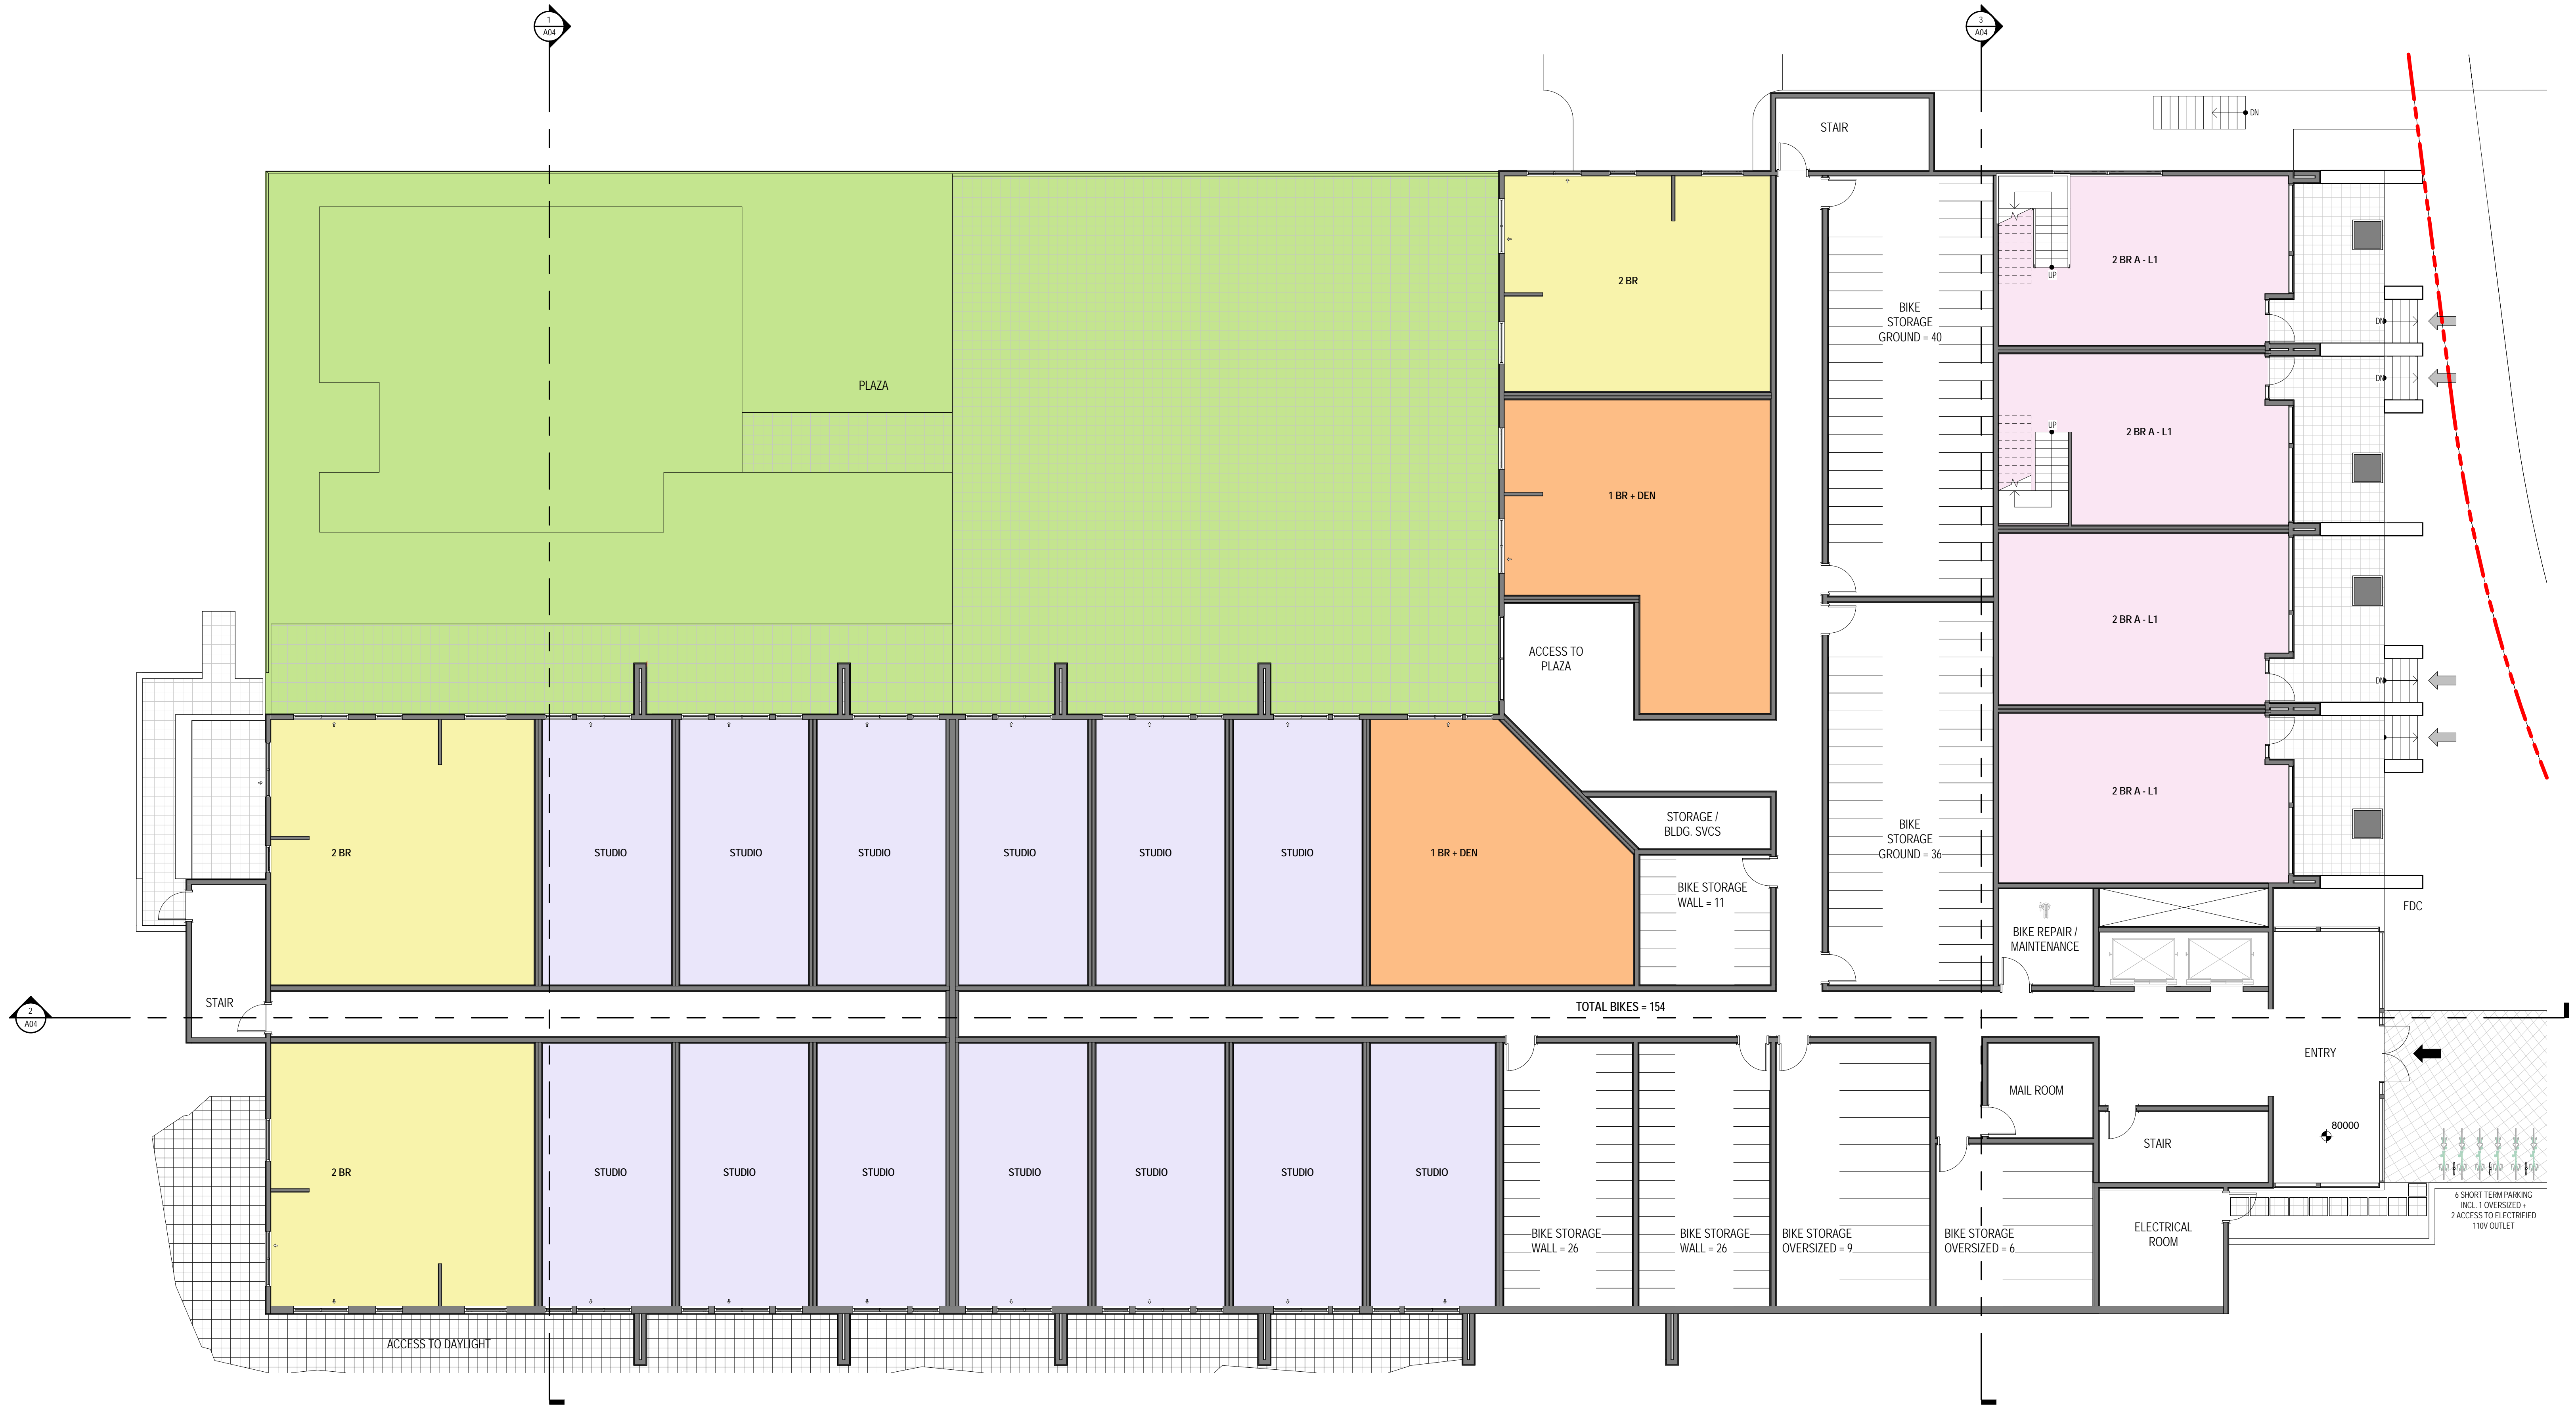 1
A04
3
A04
STAIR
DN
2 BR
BIKE
STORAGE
GROUND = 40
UP
2 BR A - L1
DN
PLAZA
DN
UP
2 BR A - L1
1 BR + DEN
2 BR A - L1
ACCESS TO
PLAZA
DN
2 BR A - L1
STORAGE /
BLDG. SVCS
BIKE
STORAGE
GROUND = 36
2 BR
STUDIO
STUDIO
STUDIO
STUDIO
STUDIO
STUDIO
1 BR + DEN
BIKE STORAGE
WALL = 11
FDC
BIKE REPAIR /
MAINTENANCE
STAIR
TOTAL BIKES = 154
2
A04
ENTRY
MAIL ROOM
80000
STAIR
2 BR
STUDIO
STUDIO
STUDIO
STUDIO
STUDIO
STUDIO
STUDIO
BIKE STORAGE
WALL = 26
BIKE STORAGE
WALL = 26
BIKE STORAGE
OVERSIZED = 9
BIKE STORAGE
OVERSIZED = 6
ELECTRICAL
ROOM
6 SHORT TERM PARKING
INCL. 1 OVERSIZED +
2 ACCESS TO ELECTRIFIED
110V OUTLET
ACCESS TO DAYLIGHT